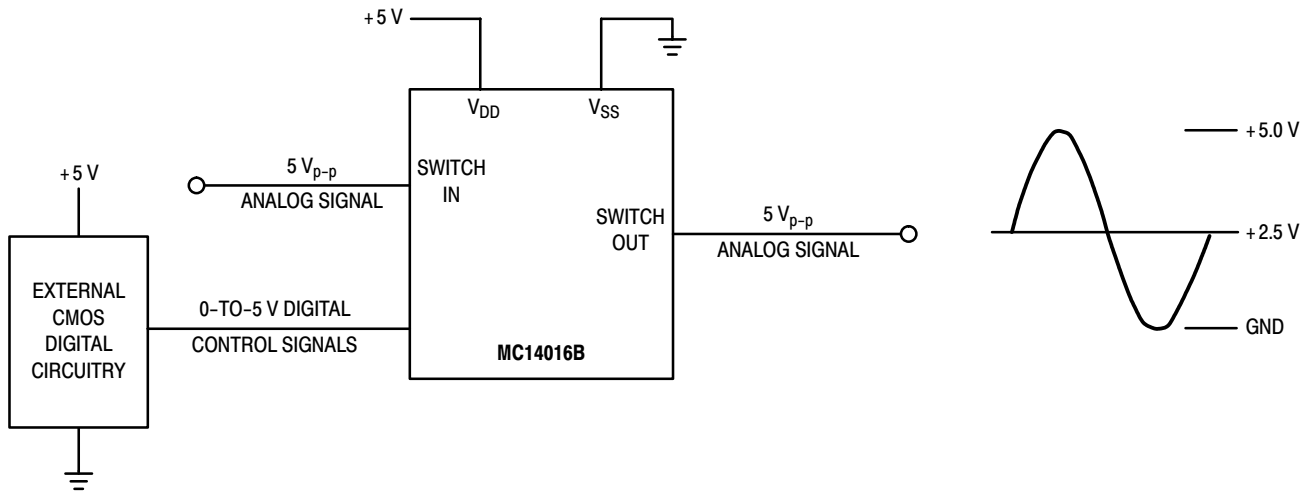 +5 V
V_DD
V_SS
5 V_p-p
ANALOG SIGNAL
SWITCH
IN
SWITCH
OUT
5 V_p-p
ANALOG SIGNAL
+5 V
EXTERNAL
CMOS
DIGITAL
CIRCUITRY
0-TO-5 V DIGITAL
CONTROL SIGNALS
MC14016B
+5.0 V
+2.5 V
GND